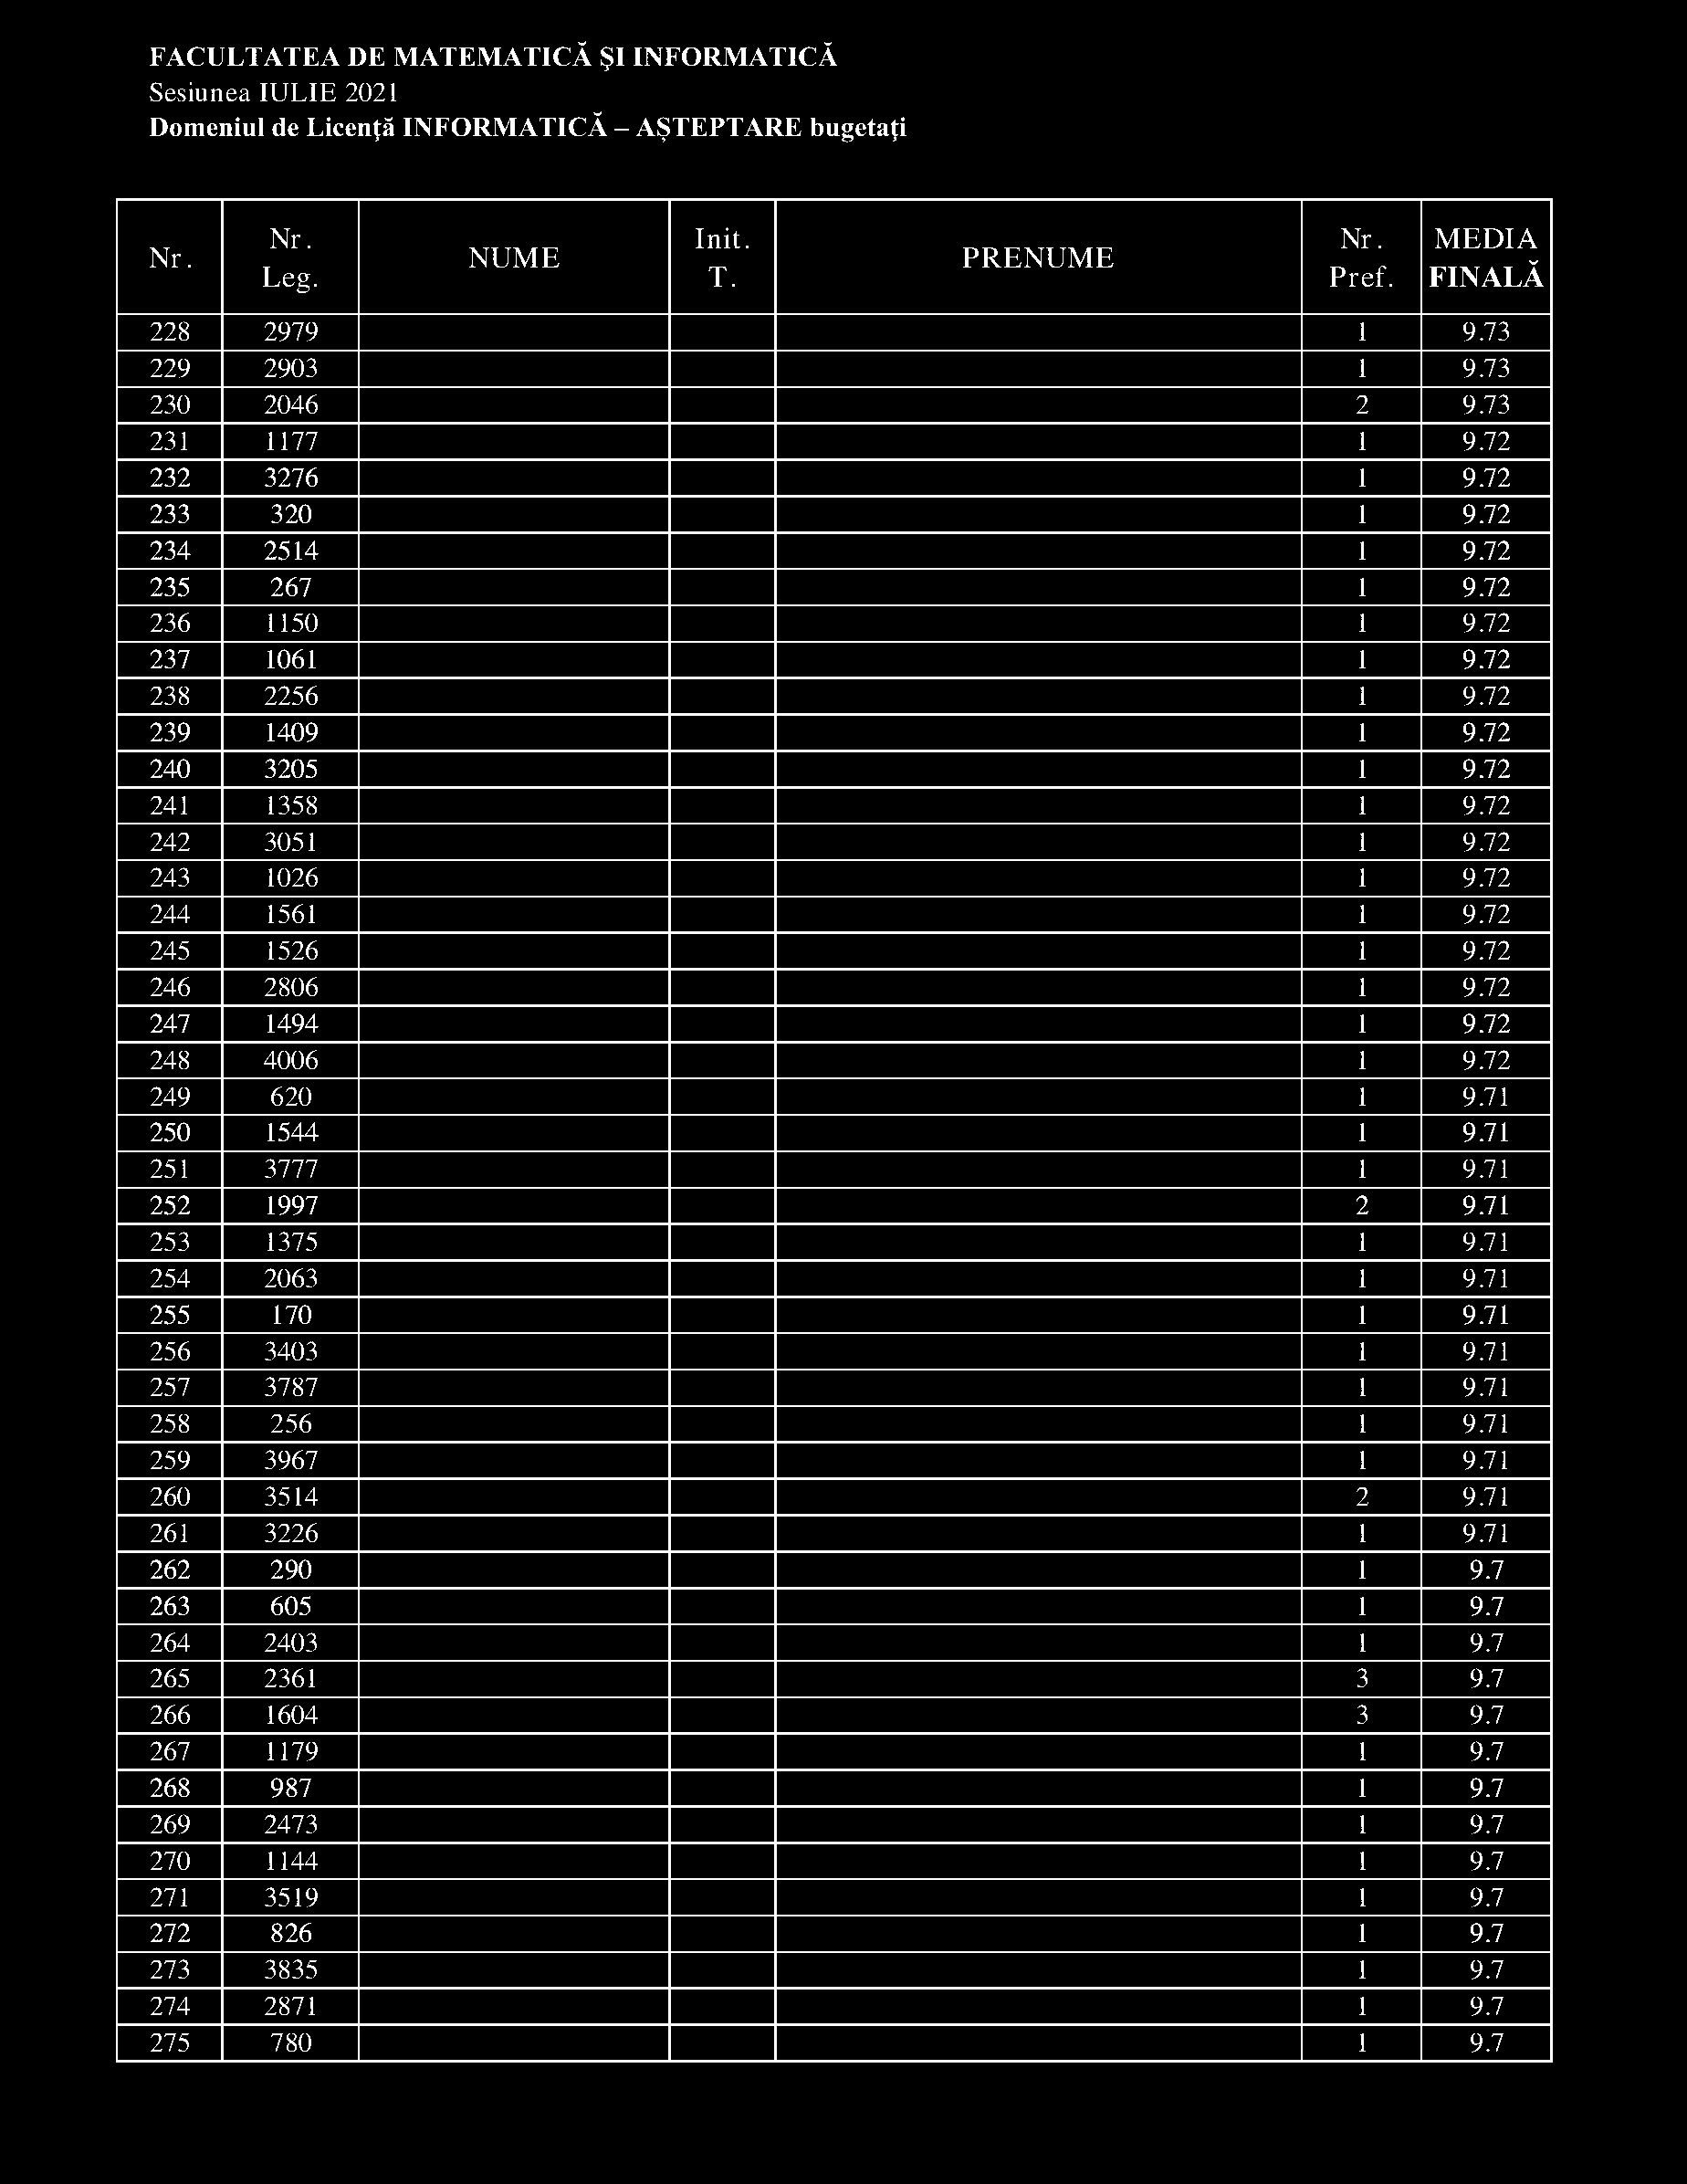 FACULTATEA DE MATEMATICĂ ŞI INFORMATICĂ
Sesiunea IULIE 2021
Domeniul de Licenţă INFORMATICĂ – AȘTEPTARE bugetați
Nr. Nr. Leg. NUME Init. T. PRENUME Nr. Pref. MEDIA FINALĂ
228 2979 1 9.73
229 2903 1 9.73
230 2046 2 9.73
231 1177 1 9.72
232 3276 1 9.72
233 320 1 9.72
234 2514 1 9.72
235 267 1 9.72
236 1150 1 9.72
237 1061 1 9.72
238 2256 1 9.72
239 1409 1 9.72
240 3205 1 9.72
241 1358 1 9.72
242 3051 1 9.72
243 1026 1 9.72
244 1561 1 9.72
245 1526 1 9.72
246 2806 1 9.72
247 1494 1 9.72
248 4006 1 9.72
249 620 1 9.71
250 1544 1 9.71
251 3777 1 9.71
252 1997 2 9.71
253 1375 1 9.71
254 2063 1 9.71
255 170 1 9.71
256 3403 1 9.71
257 3787 1 9.71
258 256 1 9.71
259 3967 1 9.71
260 3514 2 9.71
261 3226 1 9.71
262 290 1 9.7
263 605 1 9.7
264 2403 1 9.7
265 2361 3 9.7
266 1604 3 9.7
267 1179 1 9.7
268 987 1 9.7
269 2473 1 9.7
270 1144 1 9.7
271 3519 1 9.7
272 826 1 9.7
273 3835 1 9.7
274 2871 1 9.7
275 780 1 9.7